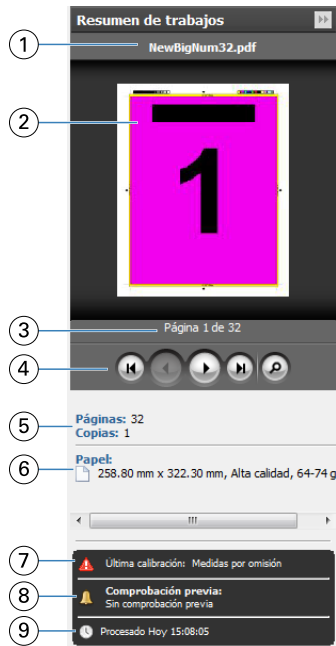 Resumen de trabajos
1
NewBigNum32.pdf
2
1
3
Página 1 de 32
4
5
Páginas: 32
Copias: 1
6
Papel:
258.80 mm x 322.30 mm, Alta calidad, 64-74 g
7
Última calibración: Medidas por omisión
8
Comprobación previa:
Sin comprobación previa
9
Procesado Hoy 15:08:05